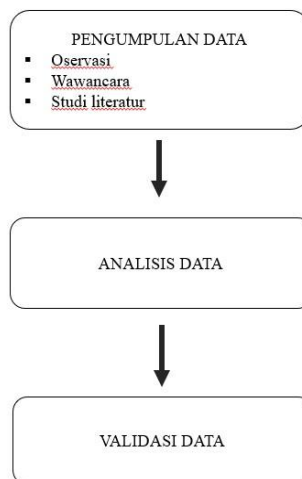 PENGUMPULAN DATA
▪ Oservasi
▪ Wawancara
▪ Studi literatur
ANALISIS DATA
VALIDASI DATA